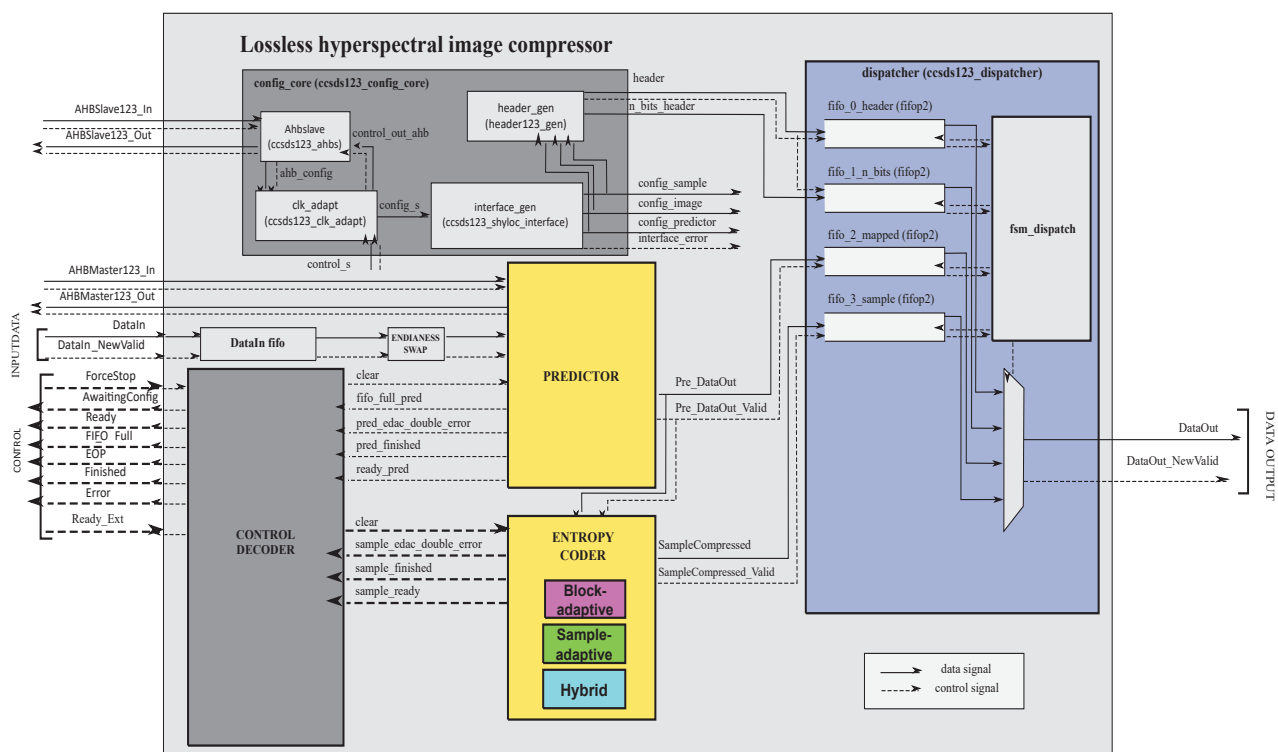 Lossless hyperspectral image compressor
config_core (ccsds123_config_core)
AHBSlave123_In
AHBSlave123_Out
Ahbslave
(ccsds123_ahbs)
control_out_ahb
ahb_config
clk_adapt
(ccsds123_clk_adapt)
config_s
control_s
header_gen
(header123_gen)
interface_gen
(ccsds123_shyloc_interface)
header
n_bits_header
config_sample
config_image
config_predictor
interface_error
dispatcher (ccsds123_dispatcher)
fifo_0_header (fifop2)
fifo_1_n_bits (fifop2)
fifo_2_mapped (fifop2)
fifo_3_sample (fifop2)
fsm_dispatch
AHBMaster123_In
AHBMaster123_Out
INPUTDATA
DataIn
DataIn_NewValid
DataIn fifo
ENDIANESS
SWAP
PREDICTOR
Pre_DataOut
Pre_DataOut_Valid
CONTROL
ForceStop
AwaitingConfig
Ready
FIFO_Full
EOP
Finished
Error
Ready_Ext
CONTROL
DECODER
clear
fifo_full_pred
pred_edac_double_error
pred_finished
ready_pred
clear
sample_edac_double_error
sample_finished
sample_ready
ENTROPY
CODER
Block-
adaptive
Sample-
adaptive
Hybrid
SampleCompressed
SampleCompressed_Valid
DataOut
DataOut_NewValid
DATA OUTPUT
data signal
control signal